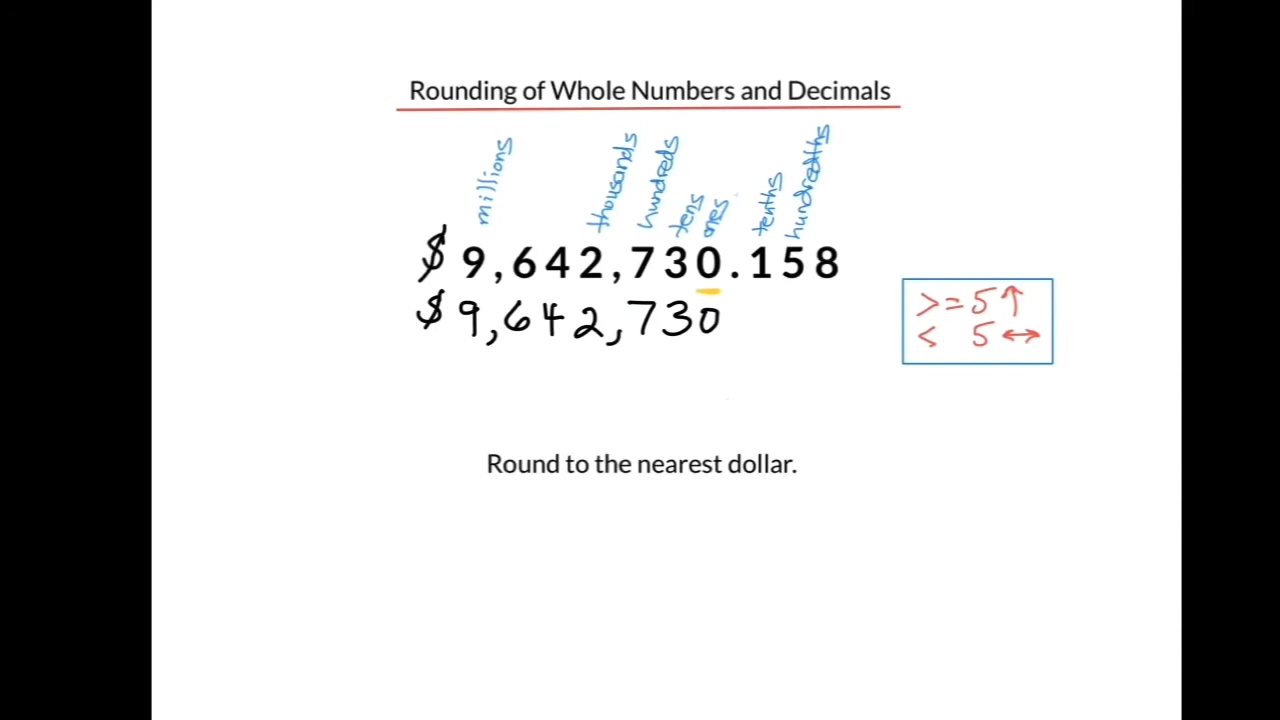 Rounding of Whole Numbers and Decimals
millions thousands hundreds tens ones tenths hundredths
$ 9,642,730.158
$ 9,642,730
>= 5 ↑
< 5 ↔
Round to the nearest dollar.